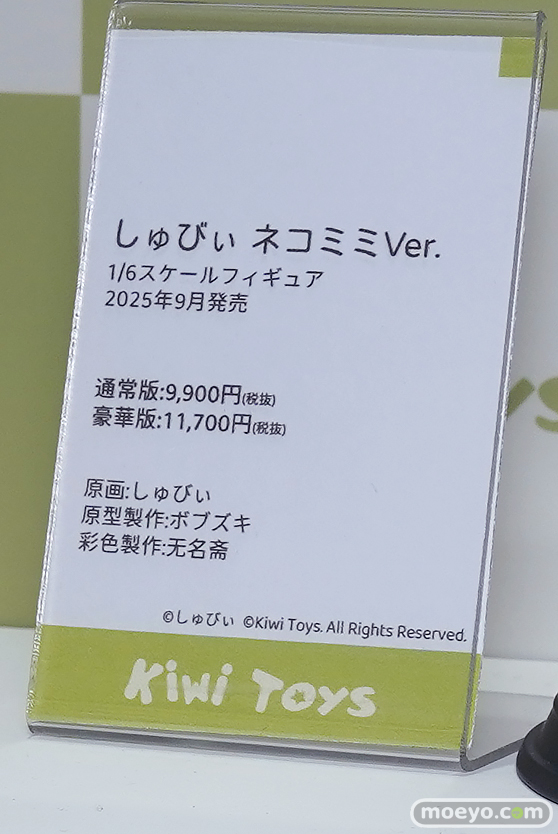 しゅびぃ ネコミミVer.
1/6スケールフィギュア
2025年9月発売
通常版:9,900円(税抜)
豪華版:11,700円(税抜)
原画:しゅびぃ
原型製作:ボブズキ
彩色製作:无名斋
©しゅびぃ ©Kiwi Toys. All Rights Reserved.
Kiwi Toys
moeyo.com